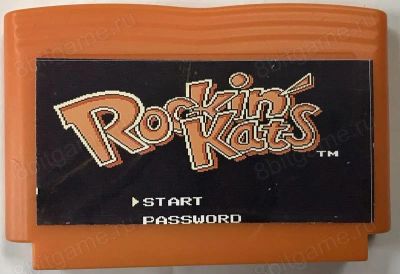 Rockin'
Kats
TM
START
PASSWORD
8bitgame.ru